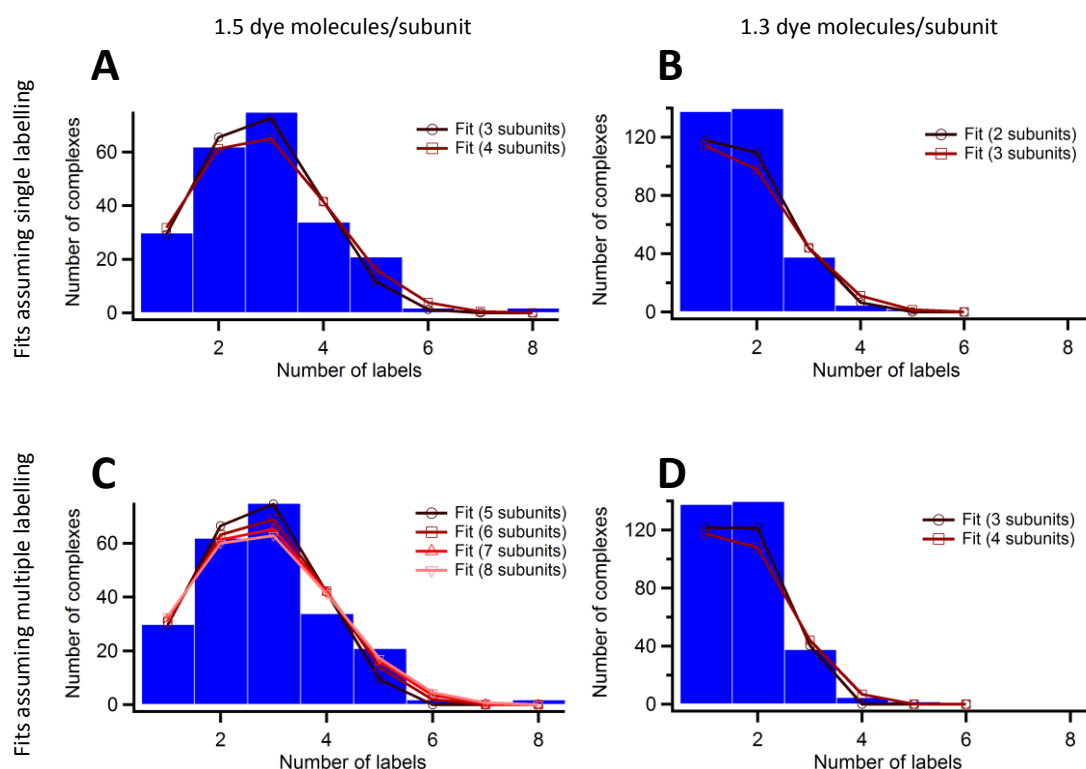 1.5 dye molecules/subunit
1.3 dye molecules/subunit
Fits assuming single labelling
A
Number of complexes
60
40
20
0
Fit (3 subunits)
Fit (4 subunits)
2
4
6
8
Number of labels
B
Number of complexes
120
80
40
0
Fit (2 subunits)
Fit (3 subunits)
2
4
6
8
Number of labels
Fits assuming multiple labelling
C
Number of complexes
60
40
20
0
Fit (5 subunits)
Fit (6 subunits)
Fit (7 subunits)
Fit (8 subunits)
2
4
6
8
Number of labels
D
Number of complexes
120
80
40
0
Fit (3 subunits)
Fit (4 subunits)
2
4
6
8
Number of labels